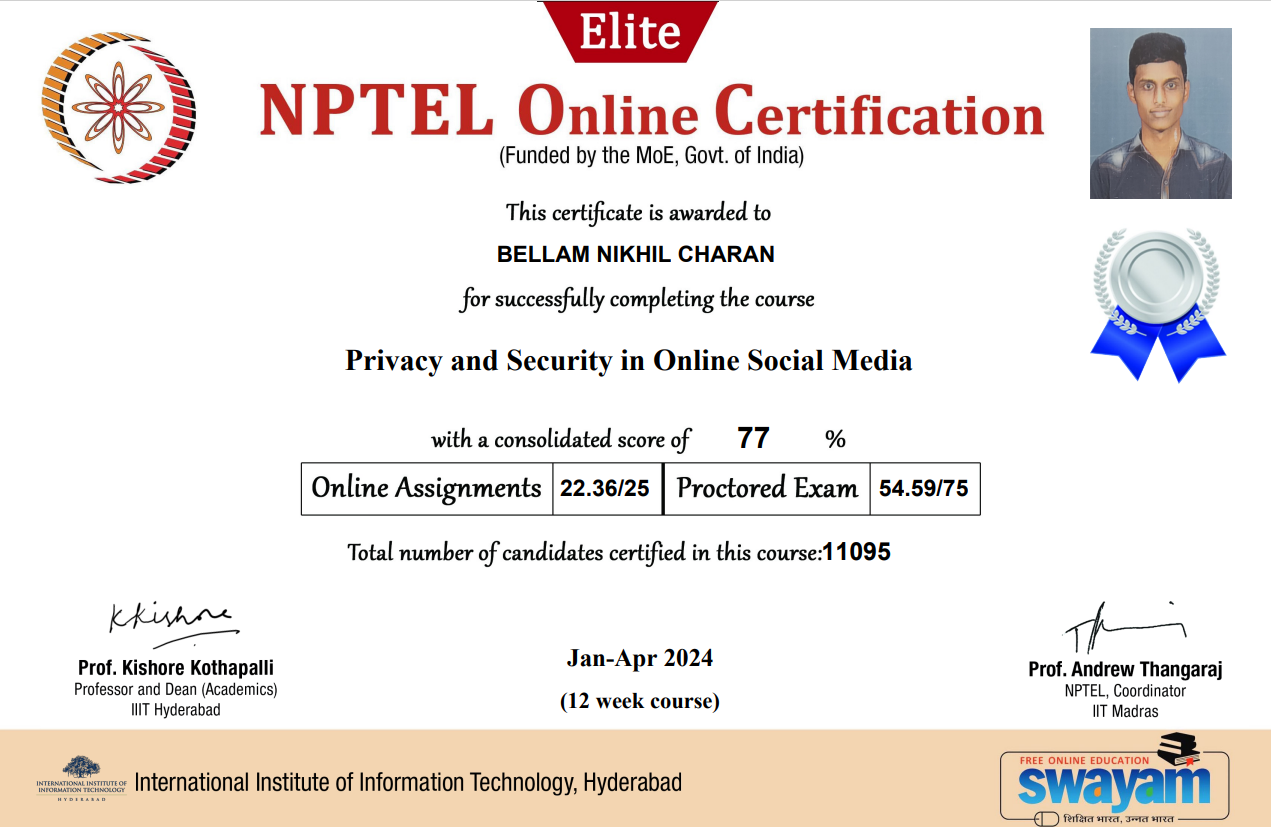 Elite
NPTEL Online Certification
(Funded by the MoE, Govt. of India)
This certificate is awarded to
BELLAM NIKHIL CHARAN
for successfully completing the course
Privacy and Security in Online Social Media
with a consolidated score of 77 %
Online Assignments 22.36/25 Proctored Exam 54.59/75
Total number of candidates certified in this course:11095
K Kishore
Prof. Kishore Kothapalli
Professor and Dean (Academics)
IIIT Hyderabad
Jan-Apr 2024
(12 week course)
Prof. Andrew Thangaraj
NPTEL, Coordinator
IIT Madras
INTERNATIONAL INSTITUTE OF
INFORMATION TECHNOLOGY
HYDERABAD
International Institute of Information Technology, Hyderabad
FREE ONLINE EDUCATION
swayam
शिक्षित भारत, उन्नत भारत